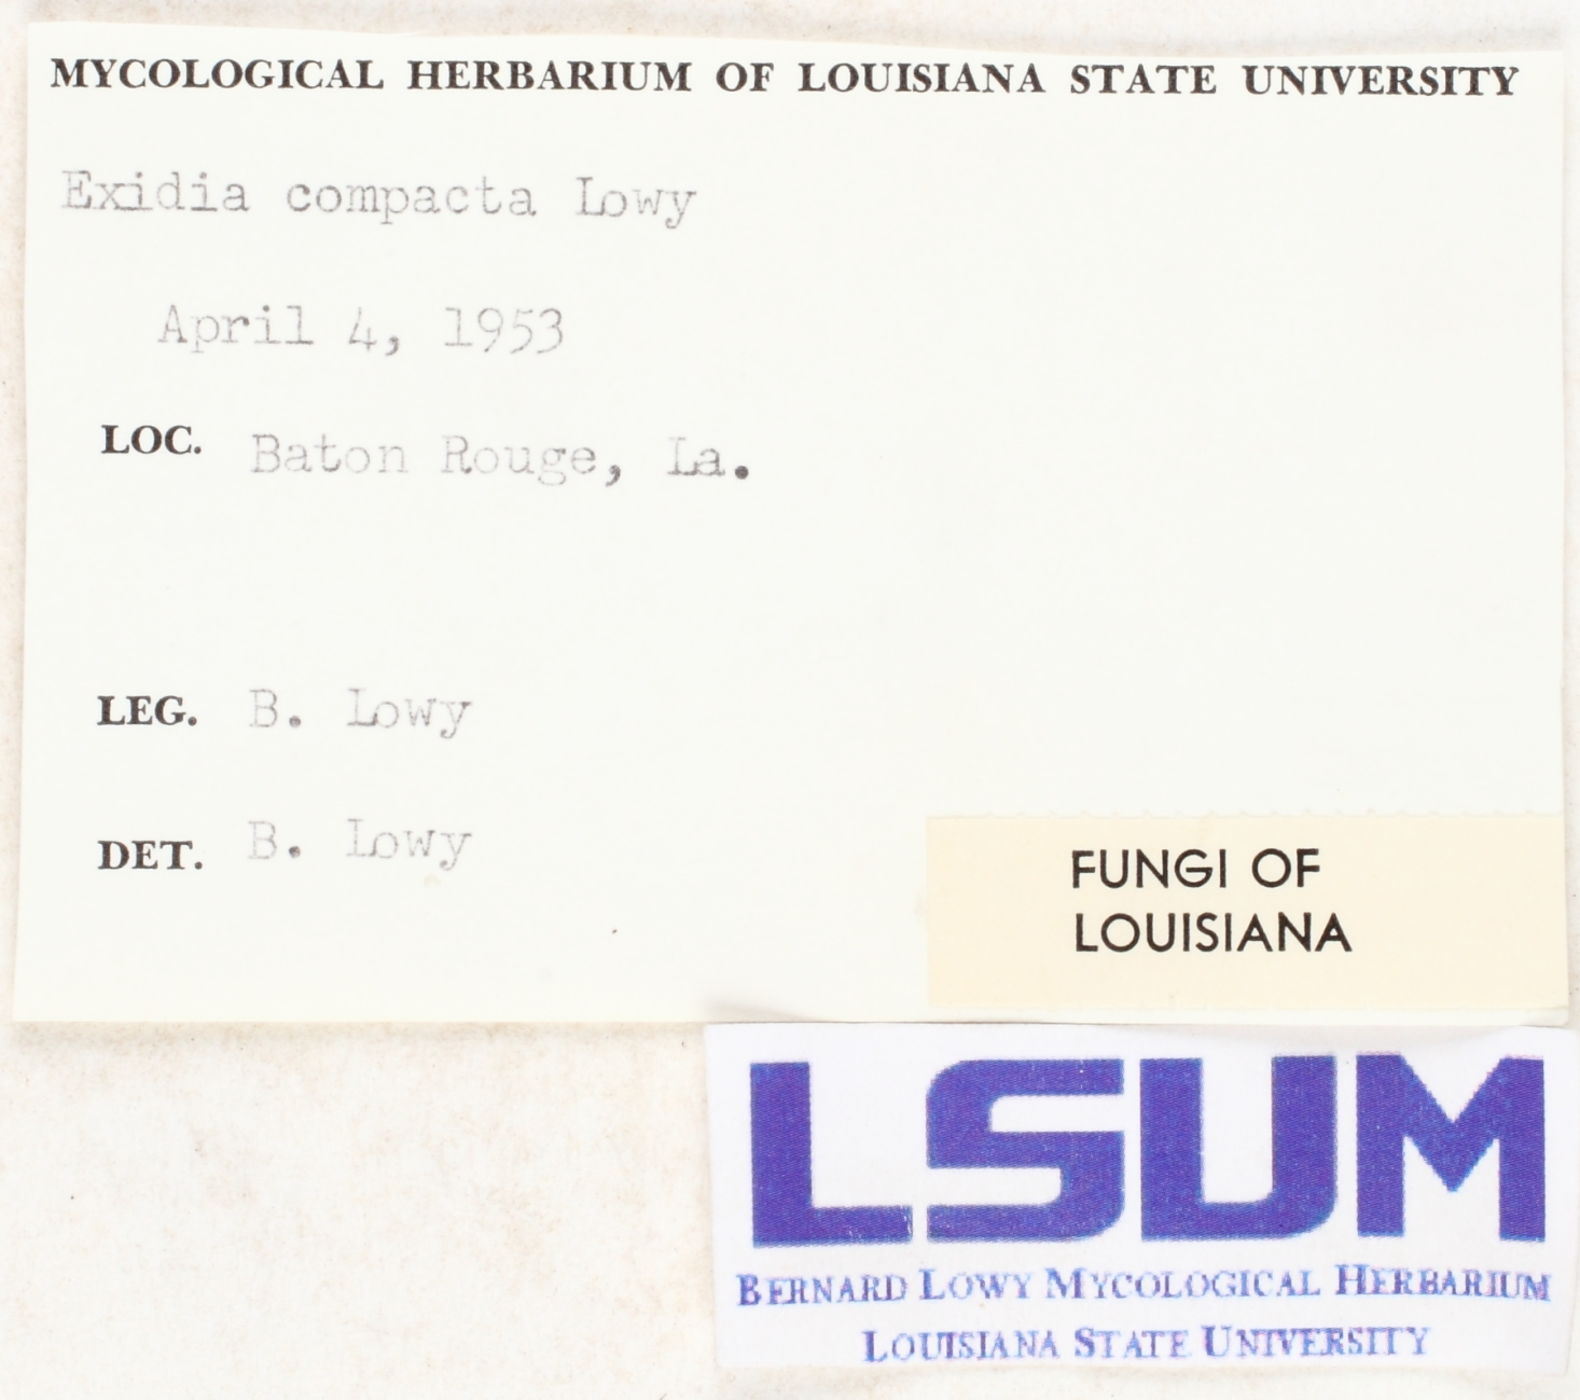 MYCOLOGICAL HERBARIUM OF LOUISIANA STATE UNIVERSITY
Exidia compacta Lowy
April 4, 1953
LOC. Baton Rouge, La.
LEG. B. Lowy
DET. B. Lowy
FUNGI OF
LOUISIANA
LSUM
BERNARD LOWY MYCOLOGICAL HERBARIUM
LOUISIANA STATE UNIVERSITY